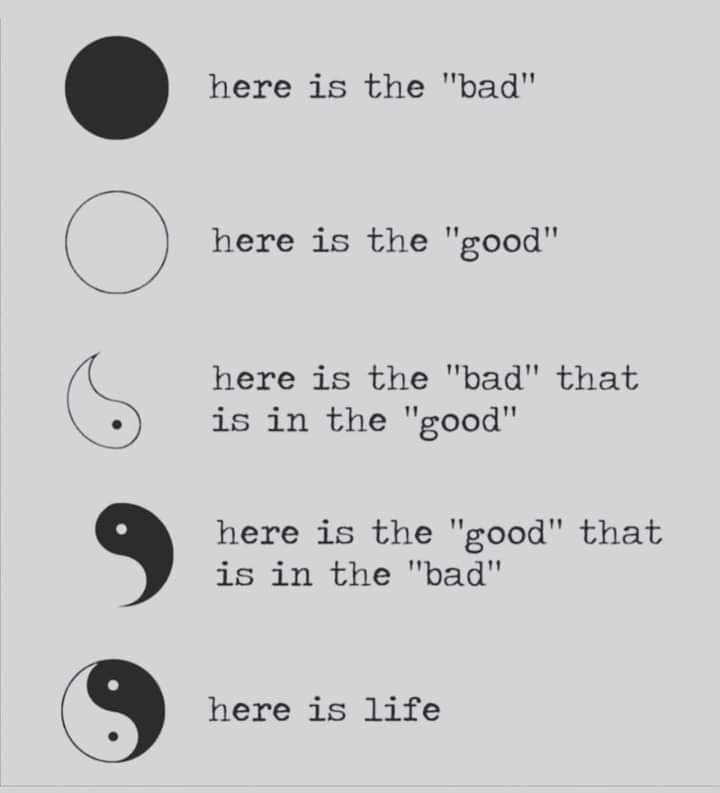 here is the "bad"
here is the "good"
here is the "bad" that
is in the "good"
here is the "good" that
is in the "bad"
here is life